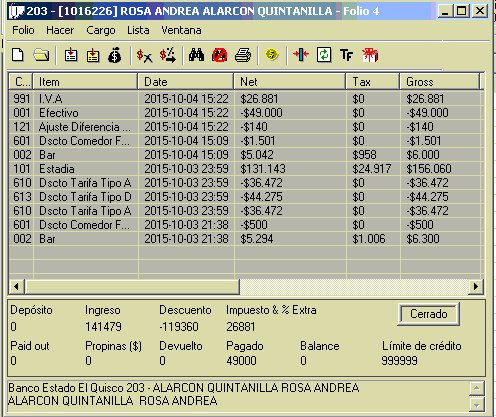 203 - [1016226] ROSA ANDREA ALARCON QUINTANILLA - Folio 4
Folio Hacer Cargo Lista Ventana
TF
C... Item Date Net Tax Gross
991 I.V.A 2015-10-04 15:22 $26.881 $0 $26.881
001 Efectivo 2015-10-04 15:22 -$49.000 $0 -$49.000
121 Ajuste Diferencia ... 2015-10-04 15:22 -$140 $0 -$140
601 Dscto Comedor F... 2015-10-04 15:09 -$1.501 $0 -$1.501
002 Bar 2015-10-04 15:09 $5.042 $958 $6.000
101 Estadia 2015-10-03 23:59 $131.143 $24.917 $156.060
610 Dscto Tarifa Tipo A 2015-10-03 23:59 -$36.472 $0 -$36.472
613 Dscto Tarifa Tipo D 2015-10-03 23:59 -$44.275 $0 -$44.275
610 Dscto Tarifa Tipo A 2015-10-03 23:59 -$36.472 $0 -$36.472
601 Dscto Comedor F... 2015-10-03 21:38 -$500 $0 -$500
002 Bar 2015-10-03 21:38 $5.294 $1.006 $6.300
Depósito Ingreso Descuento Impuesto & % Extra Cerrado
0 141479 -119360 26881
Paid out Propinas ($) Devuelto Pagado Balance Límite de crédito
0 0 0 49000 0 999999
Banco Estado El Quisco 203 - ALARCON QUINTANILLA ROSA ANDREA
ALARCON QUINTANILLA ROSA ANDREA